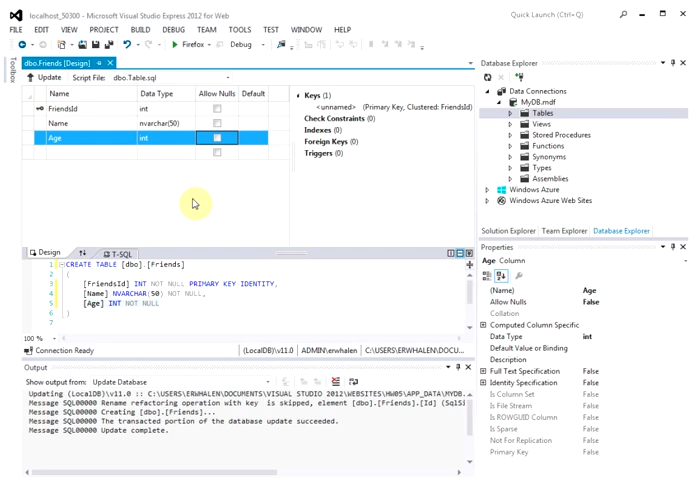 localhost_50300 - Microsoft Visual Studio Express 2012 for Web
Quick Launch (Ctrl+Q)
FILE EDIT VIEW PROJECT BUILD DEBUG TEAM TOOLS TEST WINDOW HELP
Firefox Debug
Toolbox
dbo.Friends [Design]
Update Script File: dbo.Table.sql
Name Data Type Allow Nulls Default
FriendsId int
Name nvarchar(50)
Age int
Keys (1)
<unnamed> (Primary Key, Clustered: FriendsId)
Check Constraints (0)
Indexes (0)
Foreign Keys (0)
Triggers (0)
Design T-SQL
1 CREATE TABLE [dbo].[Friends]
2 (
3 [FriendsId] INT NOT NULL PRIMARY KEY IDENTITY,
4 [Name] NVARCHAR(50) NOT NULL,
5 [Age] INT NOT NULL
6 )
7
100 %
Connection Ready (LocalDB)\v11.0 ADMIN\erwhalen C:\USERS\ERWHALEN\DOCU...
Output
Show output from: Update Database
Updating (LocalDB)\v11.0 :: C:\USERS\ERWHALEN\DOCUMENTS\VISUAL STUDIO 2012\WEBSITES\HW05\APP_DATA\MYDB.
Message SQL00000 Rename refactoring operation with key is skipped, element [dbo].[Friends].[Id] (SqlSi
Message SQL00000 Creating [dbo].[Friends]...
Message SQL00000 The transacted portion of the database update succeeded.
Message SQL00000 Update complete.
Database Explorer
Data Connections
MyDB.mdf
Tables
Views
Stored Procedures
Functions
Synonyms
Types
Assemblies
Windows Azure
Windows Azure Web Sites
Solution Explorer Team Explorer Database Explorer
Properties
Age Column
(Name) Age
Allow Nulls False
Collation
Computed Column Specific
Data Type int
Default Value or Binding
Description
Full Text Specification False
Identity Specification False
Is Column Set False
Is File Stream False
Is ROWGUID Column False
Is Sparse False
Not For Replication False
Primary Key False